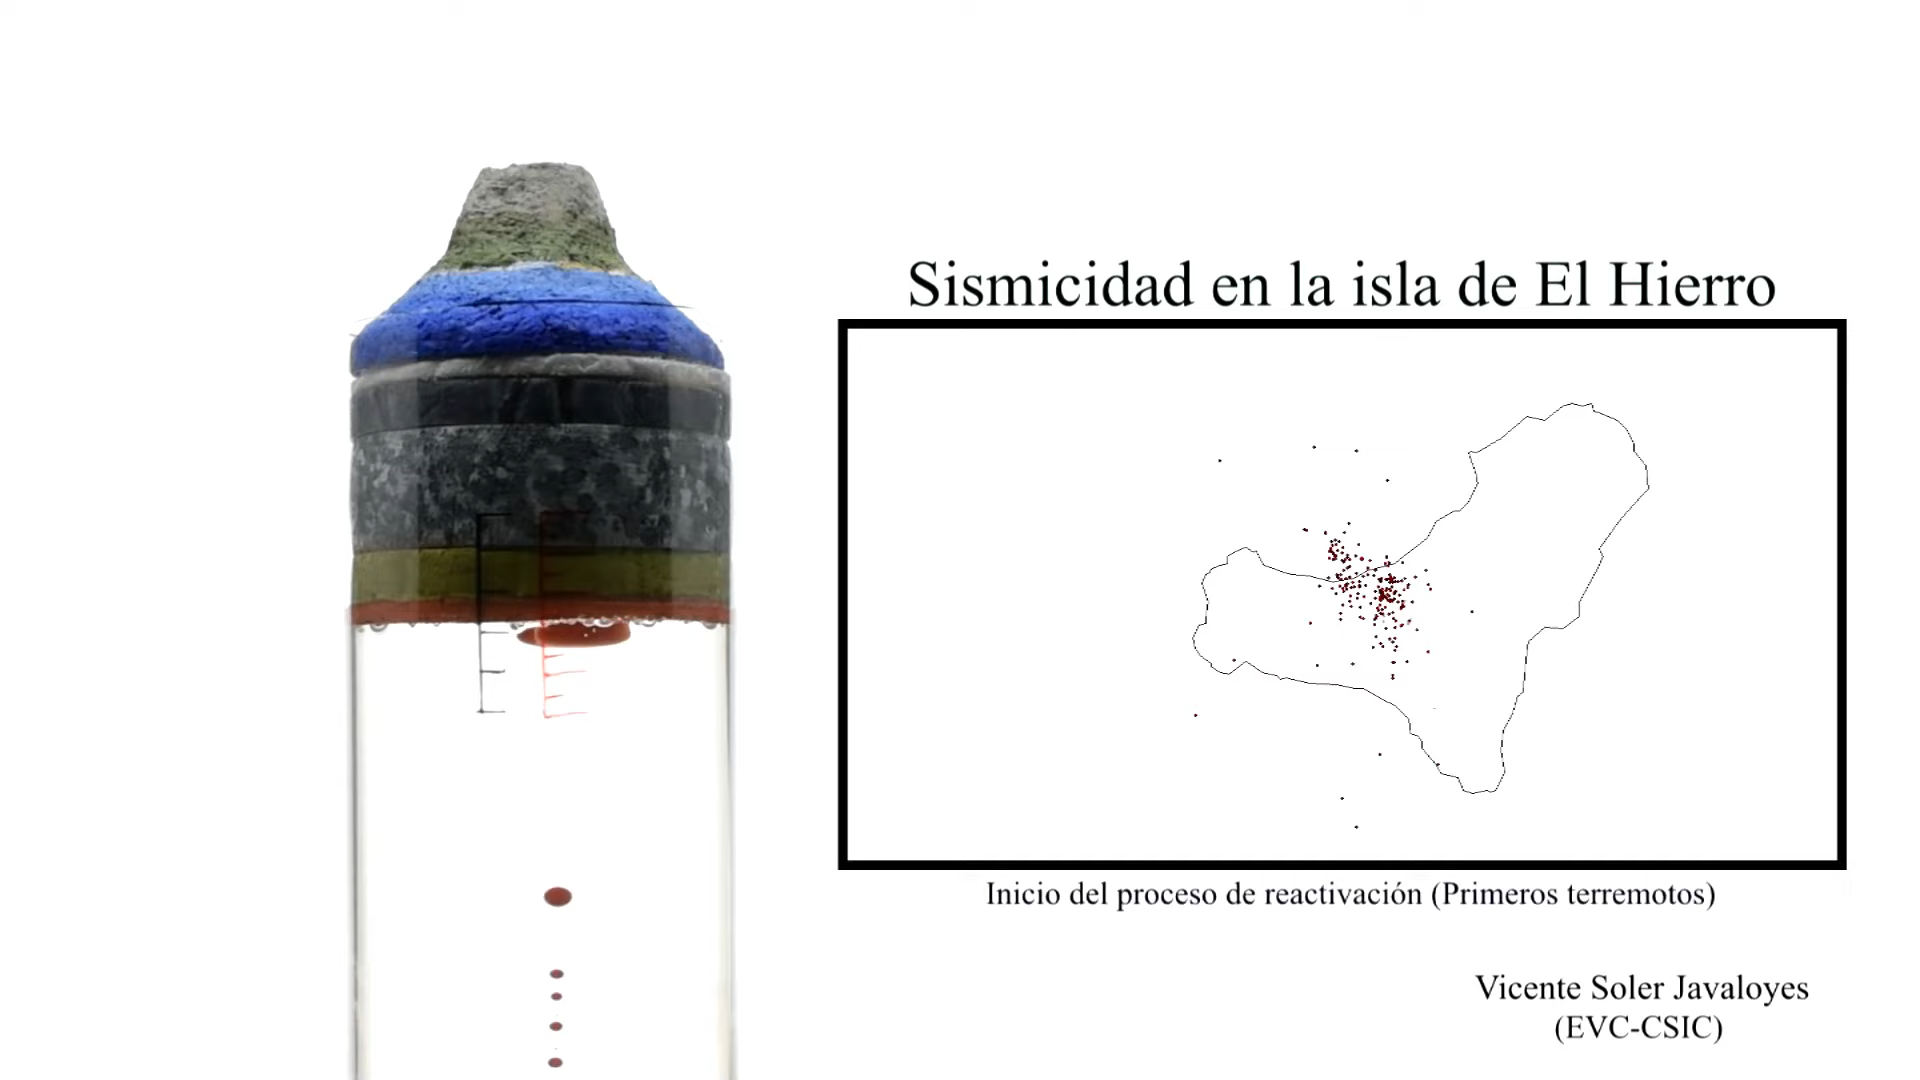 Sismicidad en la isla de El Hierro
Inicio del proceso de reactivación (Primeros terremotos)
Vicente Soler Javaloyes
(EVC-CSIC)